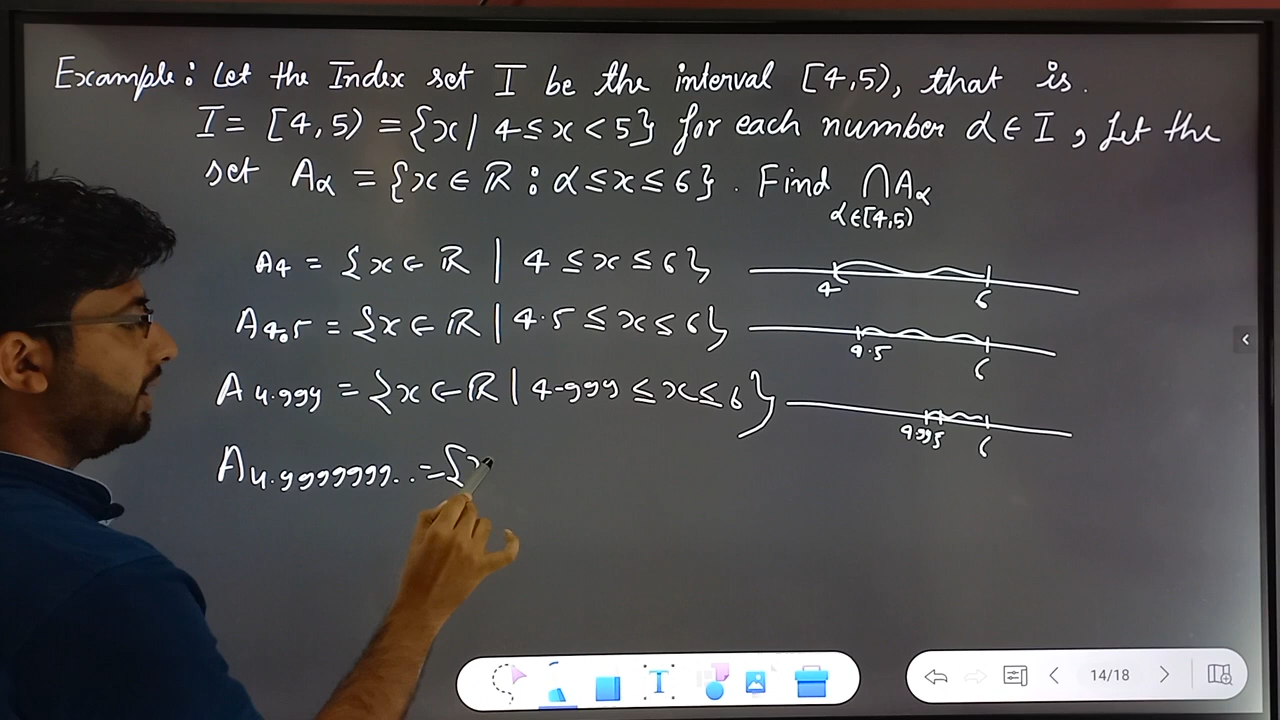 Example: Let the Index set I be the interval [4,5), that is.
I = [4,5) = {x | 4 ≤ x < 5} for each number α ∈ I, Let the
set Aα = {x ∈ ℝ : α ≤ x ≤ 6}. Find ∩Aα
α∈[4,5)
A4 = {x ∈ ℝ | 4 ≤ x ≤ 6}
4 6
A4.5 = {x ∈ ℝ | 4.5 ≤ x ≤ 6}
4.5 6
A4.999 = {x ∈ ℝ | 4.999 ≤ x ≤ 6}
4.99 5 6
A4.9999999.. = {x
T
14/18